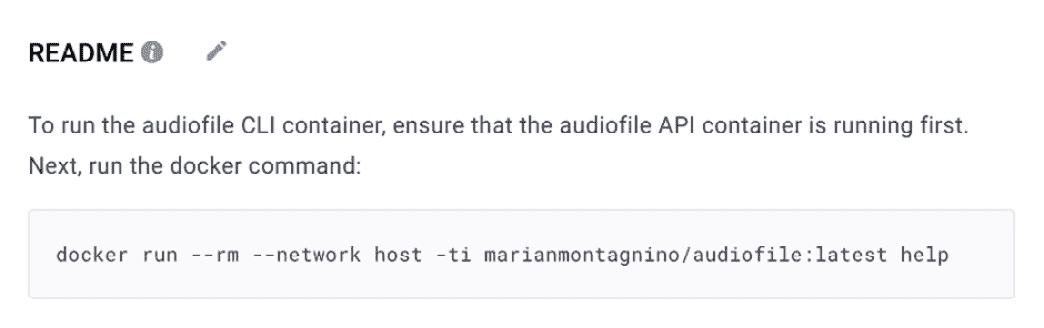 README
To run the audiofile CLI container, ensure that the audiofile API container is running first.
Next, run the docker command:
docker run --rm --network host -ti marianmontagnino/audiofile:latest help